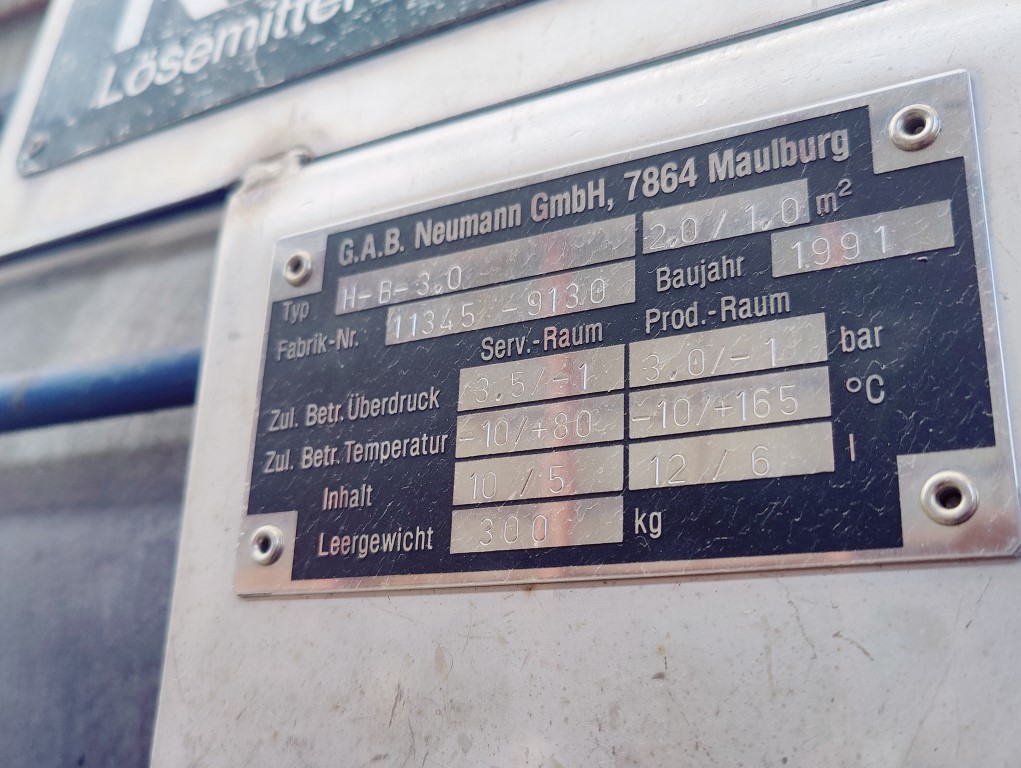 Lösemittel
G.A.B. Neumann GmbH, 7864 Maulburg
Typ H-B-3.0 2.0 / 1.0 m²
Fabrik-Nr. 11345 -9130 Baujahr 1991
Serv.-Raum Prod.-Raum
Zul. Betr. Überdruck 3.5/-1 3.0/-1 bar
Zul. Betr. Temperatur -10/+80 -10/+165 °C
Inhalt 10 / 5 12 / 6 l
Leergewicht 300 kg